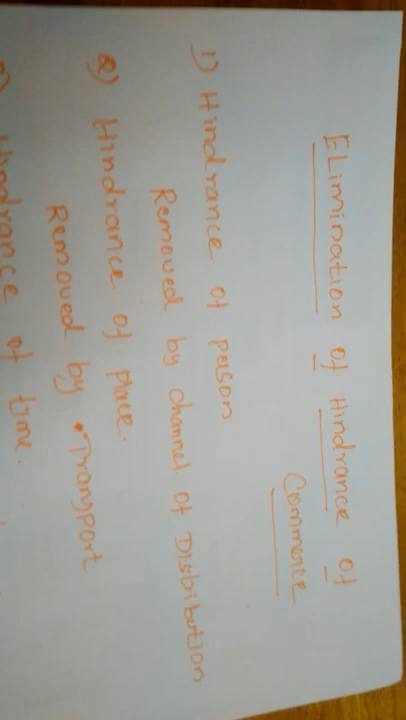 ELimination of Hindrance of
Commerce
1) Hindrance of person
Removed by channel of Distribution
2) Hindrance of place.
Removed by Transport
Hindrance of time.